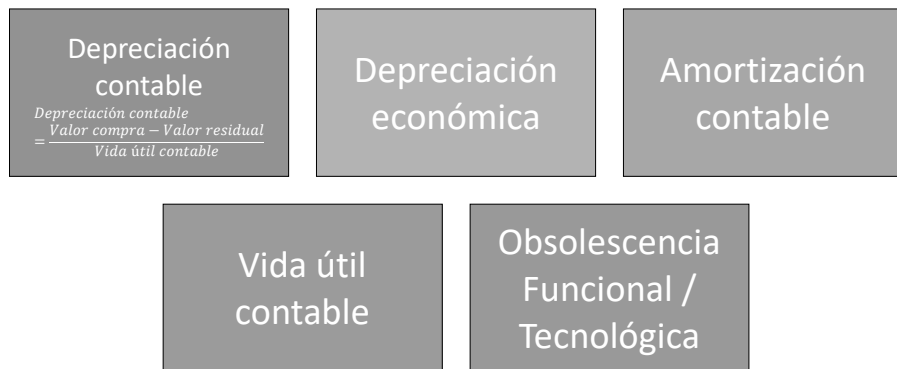 Depreciación
contable
Depreciación contable
= Valor compra − Valor residual
Vida útil contable
Depreciación
económica
Amortización
contable
Vida útil
contable
Obsolescencia
Funcional /
Tecnológica